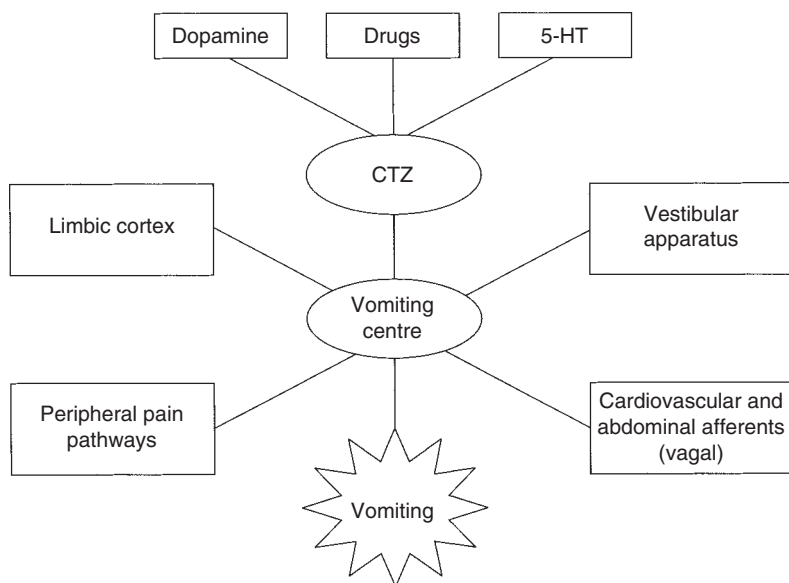 Dopamine
Drugs
5-HT
CTZ
Limbic cortex
Vestibular
apparatus
Vomiting
centre
Peripheral pain
pathways
Cardiovascular and
abdominal afferents
(vagal)
Vomiting